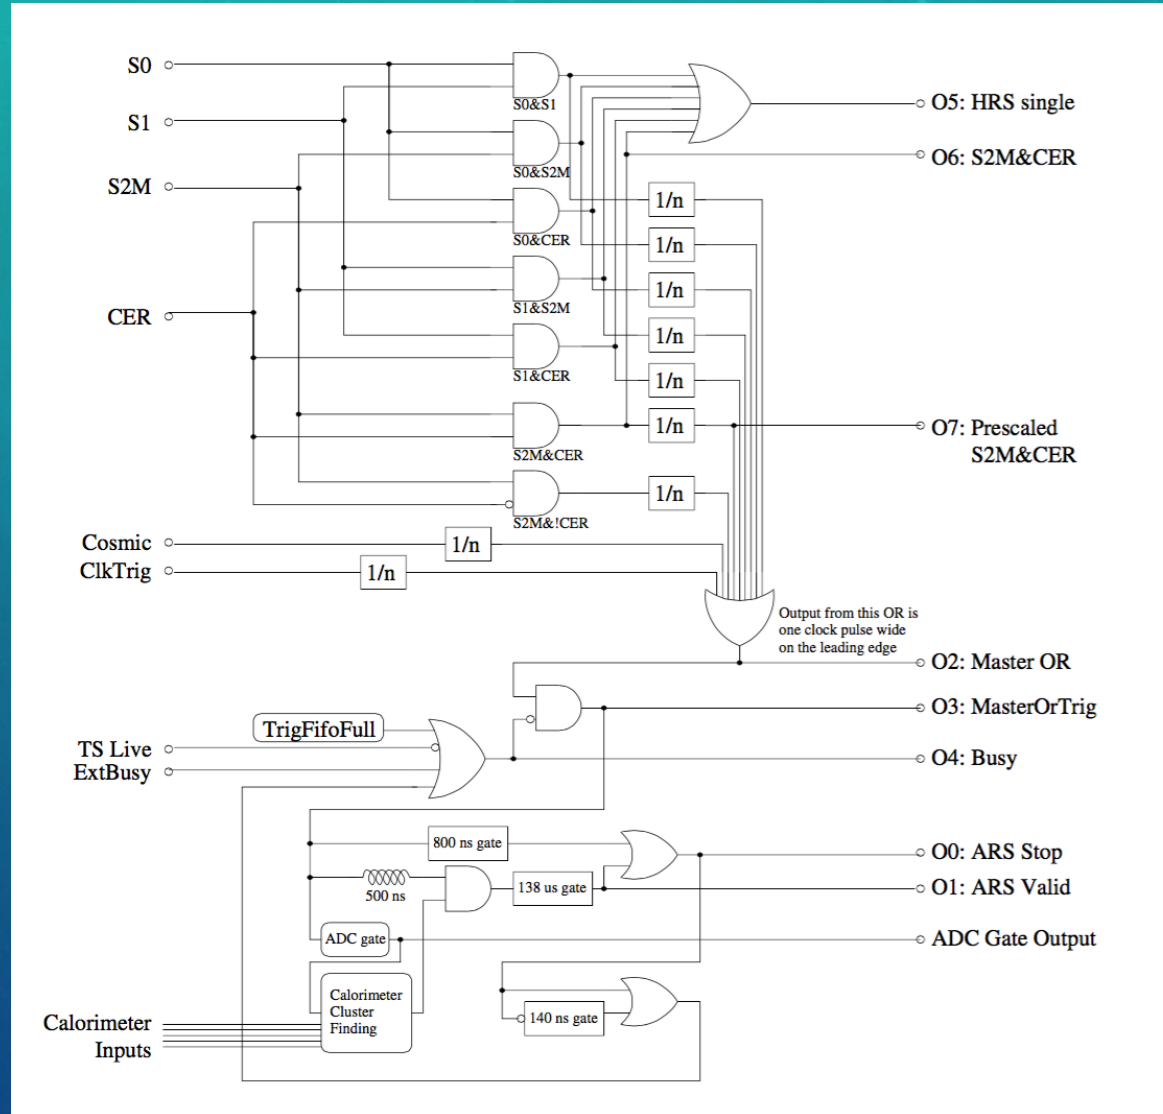 S0
S1
S2M
CER
S0&S1
S0&S2M
S0&CER
S1&S2M
S1&CER
S2M&CER
S2M&!CER
O5: HRS single
O6: S2M&CER
1/n
1/n
1/n
1/n
1/n
1/n
1/n
O7: Prescaled
S2M&CER
Cosmic
1/n
ClkTrig
1/n
Output from this OR is
one clock pulse wide
on the leading edge
O2: Master OR
O3: MasterOrTrig
TrigFifoFull
TS Live
ExtBusy
O4: Busy
800 ns gate
O0: ARS Stop
500 ns
138 us gate
O1: ARS Valid
ADC gate
ADC Gate Output
Calorimeter
Cluster
Finding
140 ns gate
Calorimeter
Inputs